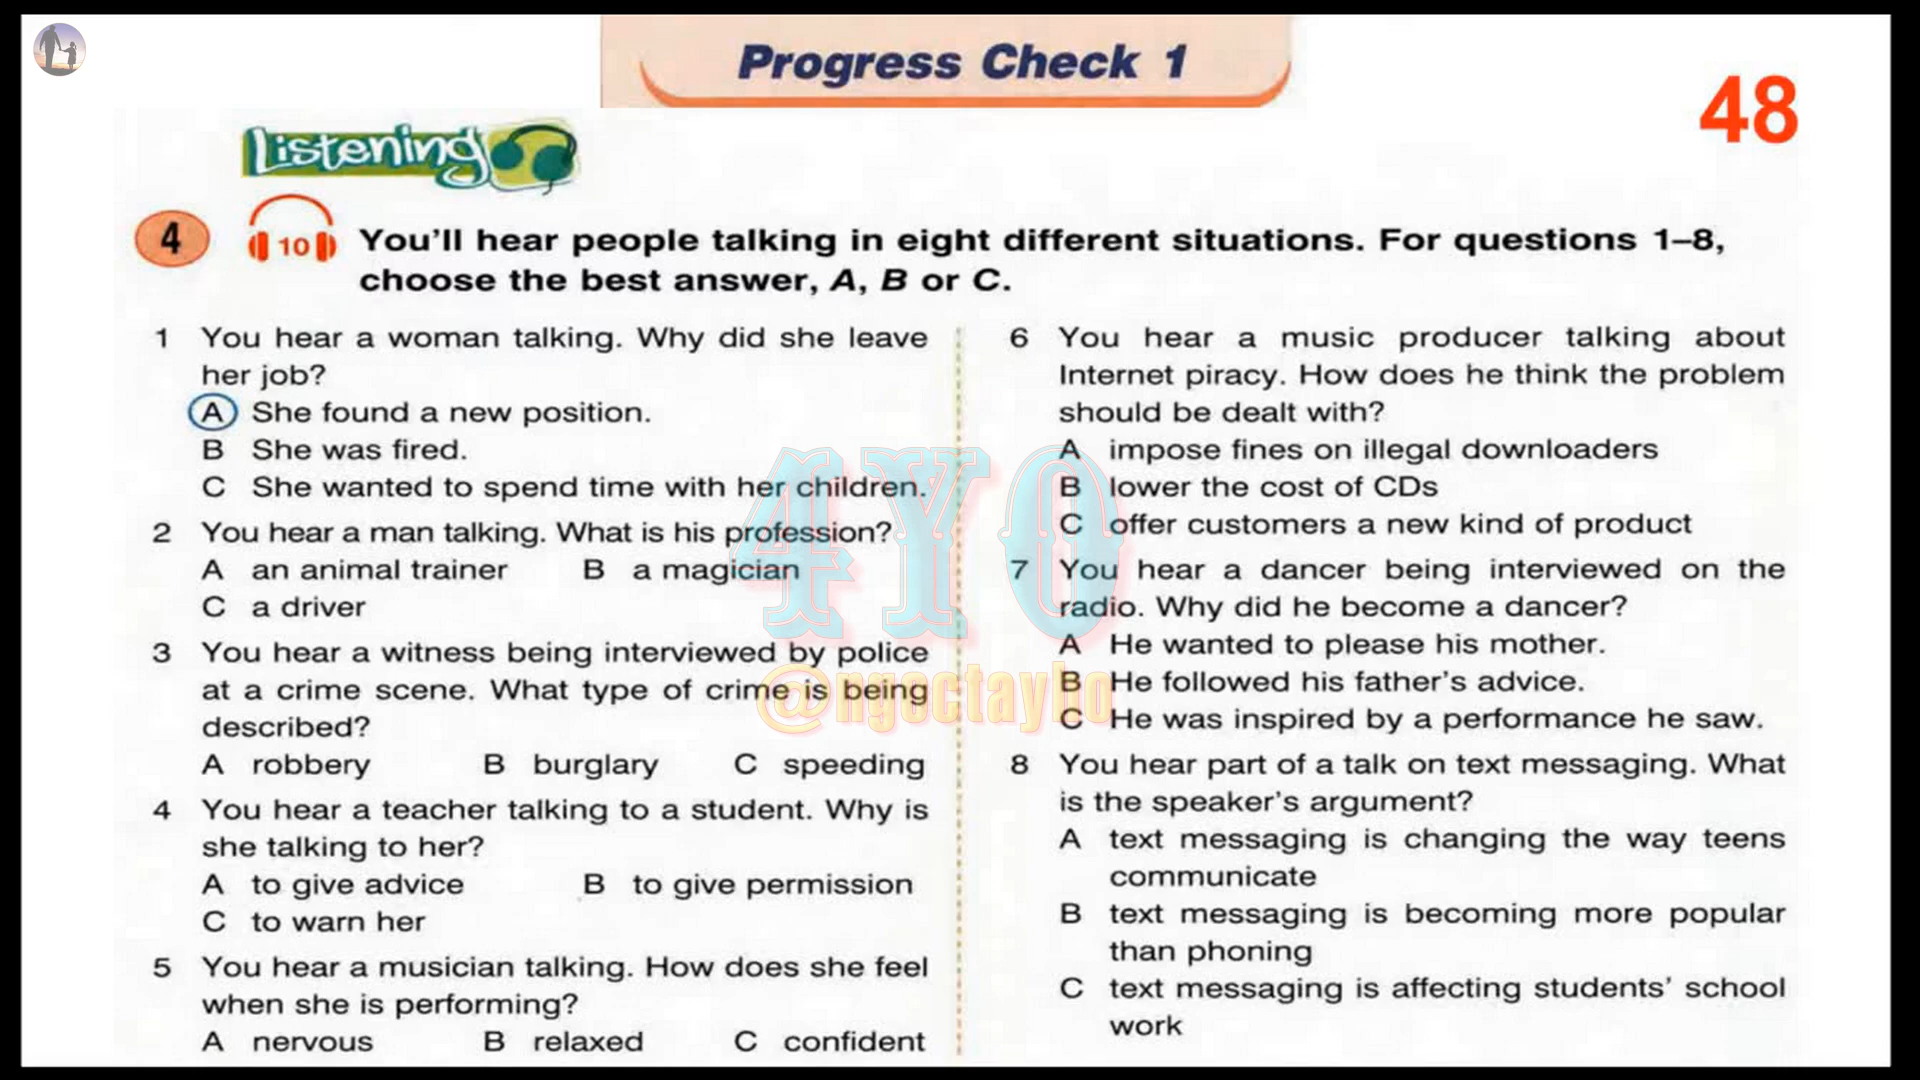 Progress Check 1
48
Listening
4 10 You'll hear people talking in eight different situations. For questions 1–8,
choose the best answer, A, B or C.
1 You hear a woman talking. Why did she leave
her job?
A She found a new position.
B She was fired.
C She wanted to spend time with her children.
2 You hear a man talking. What is his profession?
A an animal trainer B a magician
C a driver
3 You hear a witness being interviewed by police
at a crime scene. What type of crime is being
described?
A robbery B burglary C speeding
4 You hear a teacher talking to a student. Why is
she talking to her?
A to give advice B to give permission
C to warn her
5 You hear a musician talking. How does she feel
when she is performing?
A nervous B relaxed C confident
6 You hear a music producer talking about
Internet piracy. How does he think the problem
should be dealt with?
A impose fines on illegal downloaders
B lower the cost of CDs
C offer customers a new kind of product
7 You hear a dancer being interviewed on the
radio. Why did he become a dancer?
A He wanted to please his mother.
B He followed his father's advice.
C He was inspired by a performance he saw.
8 You hear part of a talk on text messaging. What
is the speaker's argument?
A text messaging is changing the way teens
communicate
B text messaging is becoming more popular
than phoning
C text messaging is affecting students' school
work
4YO
@ngoctaylo